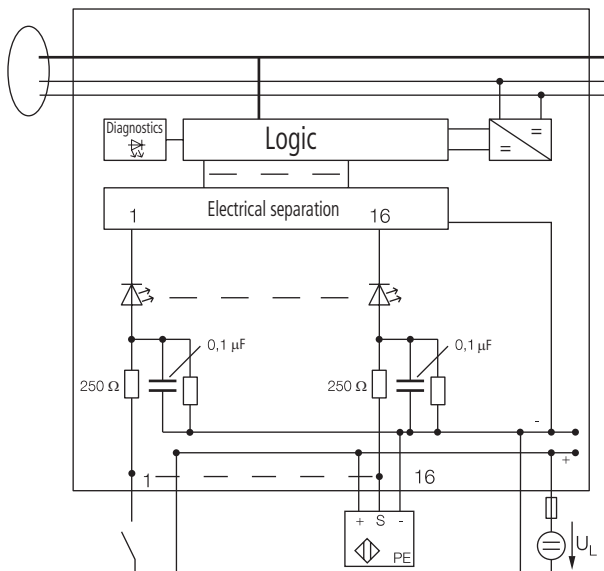 Diagnostics
Logic
=
=
1 Electrical separation 16
0,1 µF
0,1 µF
250 Ω
250 Ω
-
+
1
16
+ S -
PE
U_L